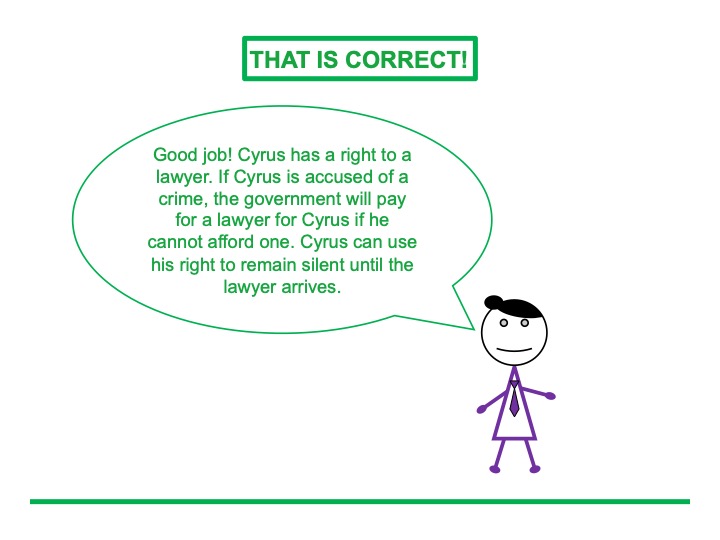 THAT IS CORRECT!
Good job! Cyrus has a right to a
lawyer. If Cyrus is accused of a
crime, the government will pay
for a lawyer for Cyrus if he
cannot afford one. Cyrus can use
his right to remain silent until the
lawyer arrives.